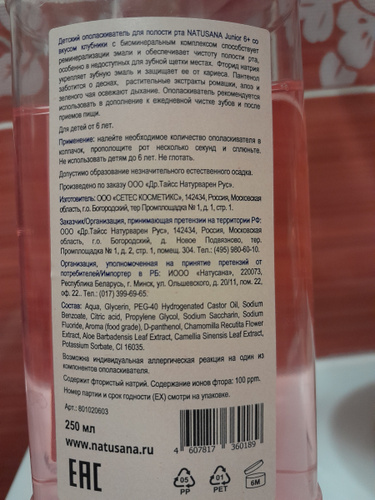 Детский ополаскиватель для полости рта NATUSANA Junior 6+ со
вкусом клубники с биоминеральным комплексом способствует
реминерализации эмали и обеспечивает чистоту полости рта,
особенно в недоступных для зубной щетки местах. Фторид натрия
укрепляет зубную эмаль и защищает ее от кариеса. Пантенол
заботится о деснах, растительные экстракты ромашки, алоэ и
зеленого чая освежают дыхание. Ополаскиватель рекомендуется
использовать в дополнение к ежедневной чистке зубов и после
приемов пищи.
Для детей от 6 лет.
Применение: налейте необходимое количество ополаскивателя в
колпачок, прополощите рот несколько секунд и сплюньте.
Не использовать детям до 6 лет. Не глотать.
Допустимо образование незначительного естественного осадка.
Произведено по заказу ООО «Др.Тайсс Натурварен Рус».
Изготовитель: ООО «СЕТЕС КОСМЕТИКС», 142434, Россия, Московская
область, г.о. Богородский, тер Промплощадка № 1, д. 1, стр. 1.
Заказчик/Организация, принимающая претензии на территории РФ:
ООО «Др. Тайсс Натурварен Рус», 142434, Россия, Московская
область, г.о. Богородский, д. Новое Подвязново, тер.
Промплощадка № 1, д. 2, стр. 1, помещ. 304. Тел.: (495) 980-60-10.
Организация, уполномоченная на принятие претензий от
потребителей/Импортер в РБ: ИООО «Натусана», 220073,
Республика Беларусь, г. Минск, ул. Ольшевского, д. 20/11, пом. 22,
оф. 22.. Тел.: (017) 399-69-65.
Состав: Aqua, Glycerin, PEG-40 Hydrogenated Castor Oil, Sodium
Benzoate, Citric acid, Propylene Glycol, Sodium Saccharin, Sodium
Fluoride, Aroma (food grade), D-panthenol, Chamomilla Recutita Flower
Extract, Aloe Barbadensis Leaf Extract, Camellia Sinensis Leaf Extract,
Potassium Sorbate, CI 16035.
Возможна индивидуальная аллергическая реакция на один из
компонентов ополаскивателя.
Содержит фтористый натрий. Содержание ионов фтора: 100 ppm.
Номер партии и срок годности (EX) смотри на упаковке.
Арт.: 801020603
250 мл
www.natusana.ru
4 607817 360189
EAC
05
PP
01
PET
6M